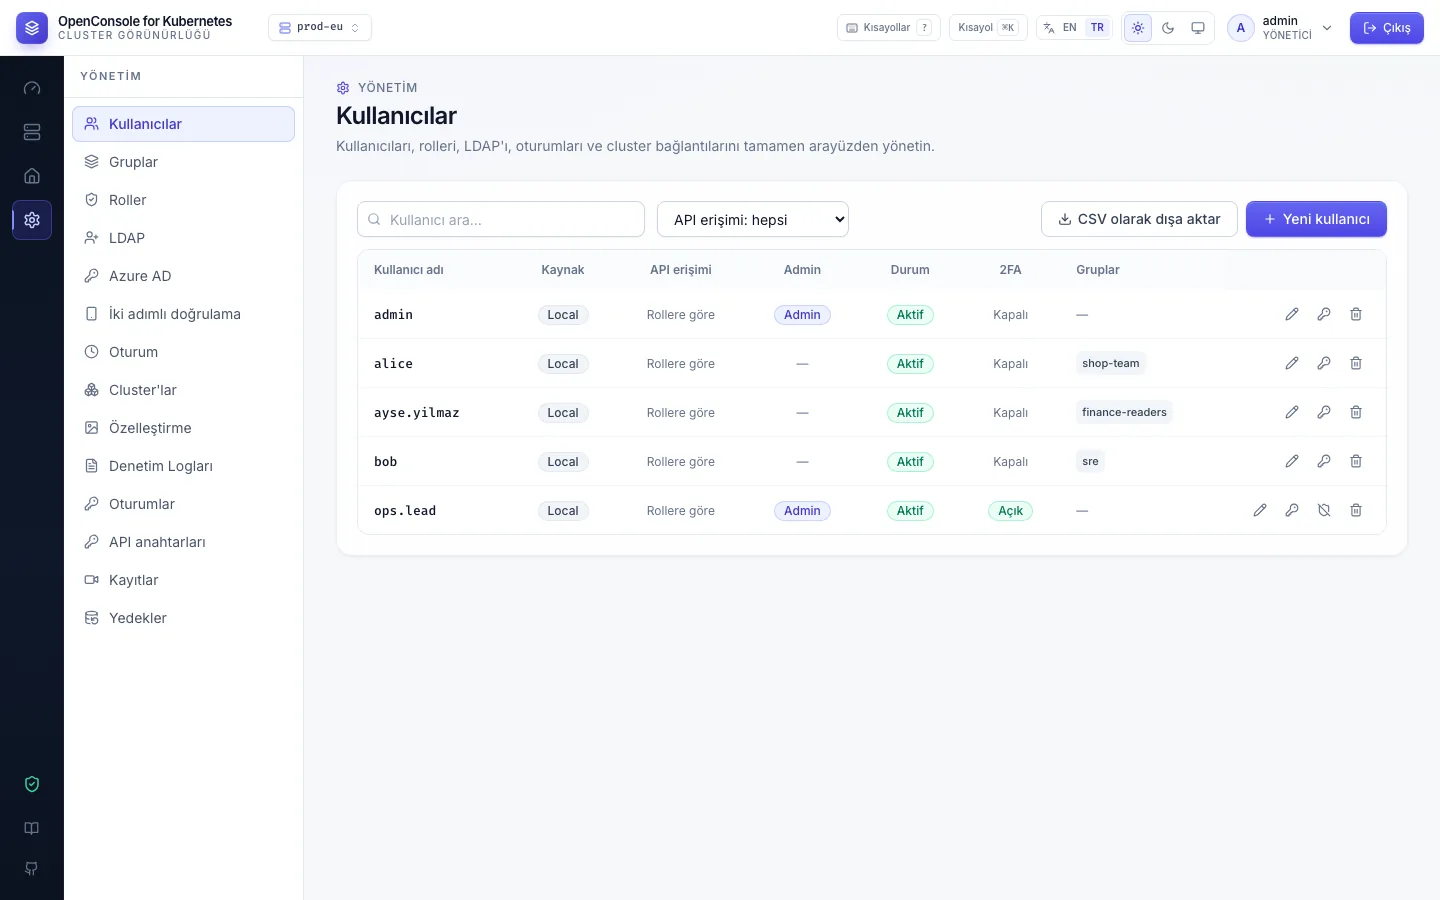 OpenConsole for Kubernetes
CLUSTER GÖRÜNÜRLÜĞÜ
prod-eu
Kısayollar ?
Kısayol ⌘K
EN TR
A
admin
YÖNETİCİ
Çıkış
YÖNETİM
Kullanıcılar
Gruplar
Roller
LDAP
Azure AD
İki adımlı doğrulama
Oturum
Cluster'lar
Özelleştirme
Denetim Logları
Oturumlar
API anahtarları
Kayıtlar
Yedekler
YÖNETİM
Kullanıcılar
Kullanıcıları, rolleri, LDAP'ı, oturumları ve cluster bağlantılarını tamamen arayüzden yönetin.
Kullanıcı ara...
API erişimi: hepsi
CSV olarak dışa aktar
Yeni kullanıcı
Kullanıcı adı Kaynak API erişimi Admin Durum 2FA Gruplar
admin Local Rollere göre Admin Aktif Kapalı —
alice Local Rollere göre — Aktif Kapalı shop-team
ayse.yilmaz Local Rollere göre — Aktif Kapalı finance-readers
bob Local Rollere göre — Aktif Kapalı sre
ops.lead Local Rollere göre Admin Aktif Açık —